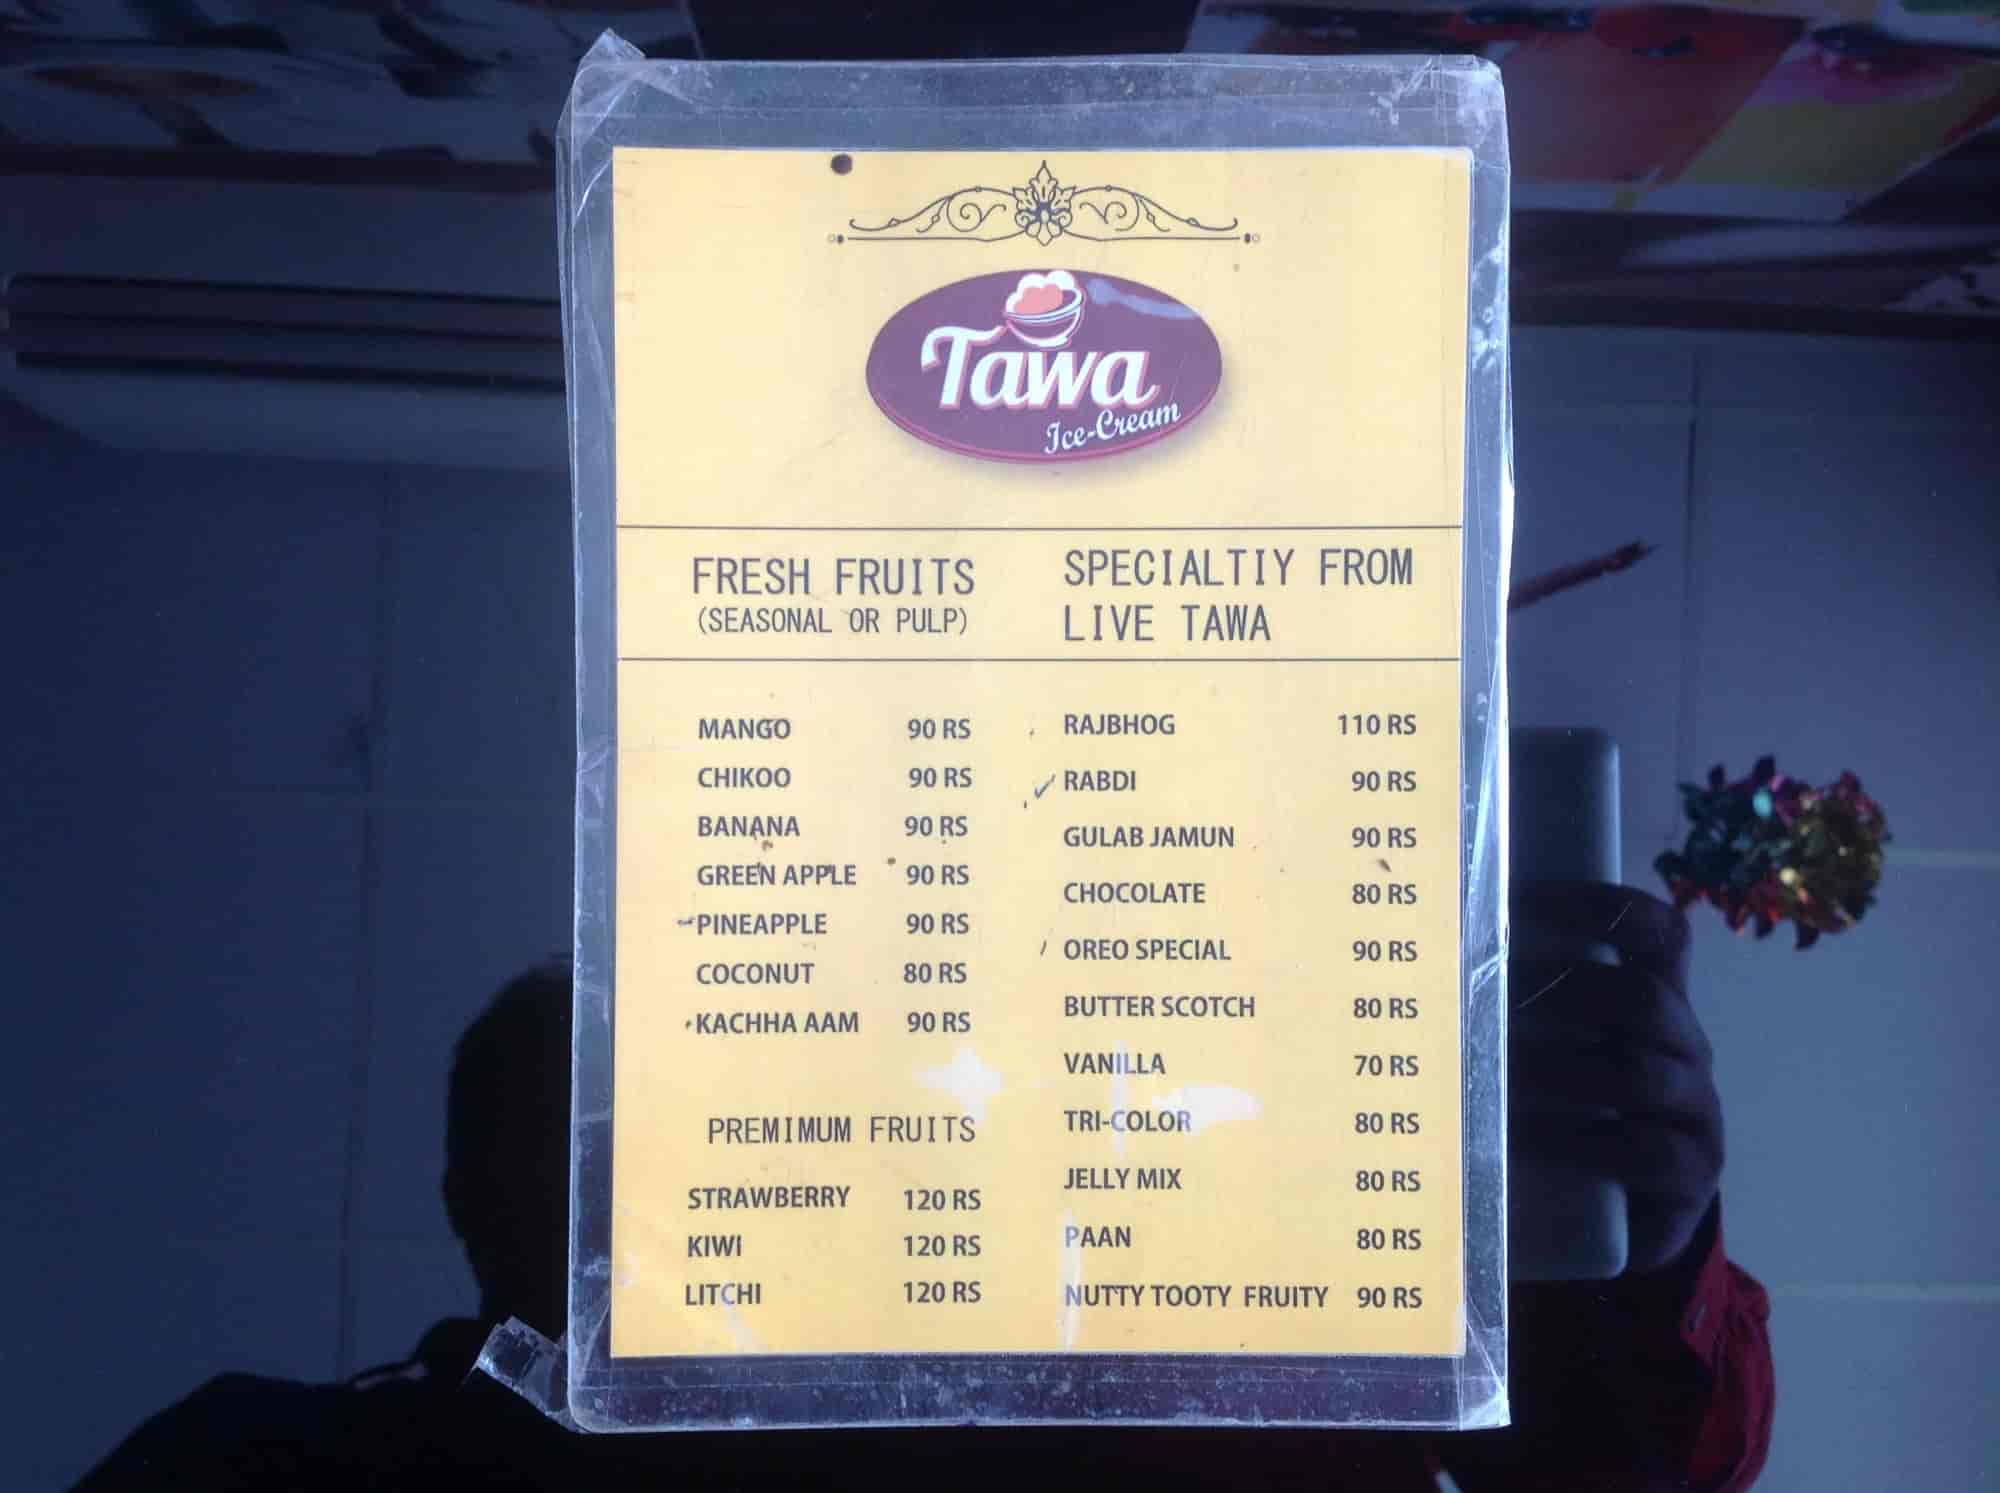 Tawa
Ice-Cream
FRESH FRUITS
(SEASONAL OR PULP)
MANGO 90 RS
CHIKOO 90 RS
BANANA 90 RS
GREEN APPLE 90 RS
PINEAPPLE 90 RS
COCONUT 80 RS
KACHHA AAM 90 RS
PREMIMUM FRUITS
STRAWBERRY 120 RS
KIWI 120 RS
LITCHI 120 RS
SPECIALTIY FROM
LIVE TAWA
RAJBHOG 110 RS
RABDI 90 RS
GULAB JAMUN 90 RS
CHOCOLATE 80 RS
OREO SPECIAL 90 RS
BUTTER SCOTCH 80 RS
VANILLA 70 RS
TRI-COLOR 80 RS
JELLY MIX 80 RS
PAAN 80 RS
NUTTY TOOTY FRUITY 90 RS